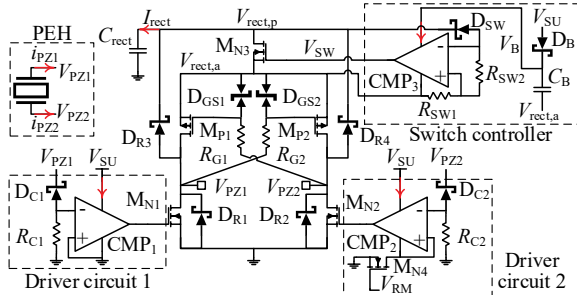 PEH
i_PZ1
V_PZ1
i_PZ2
V_PZ2
I_rect
C_rect
V_rect,p
M_N3
V_SW
V_rect,a
D_SW
V_B
V_SU
D_B
C_B
CMP_3
R_SW2
R_SW1
V_rect,a
Switch controller
D_GS1
D_GS2
D_R3
M_P1
M_P2
D_R4
R_G1
R_G2
V_PZ1
V_PZ2
V_PZ1
V_SU
D_C1
R_C1
CMP_1
M_N1
D_R1
D_R2
M_N2
Driver circuit 1
V_SU
V_PZ2
D_C2
CMP_2
R_C2
M_N4
V_RM
Driver
circuit 2